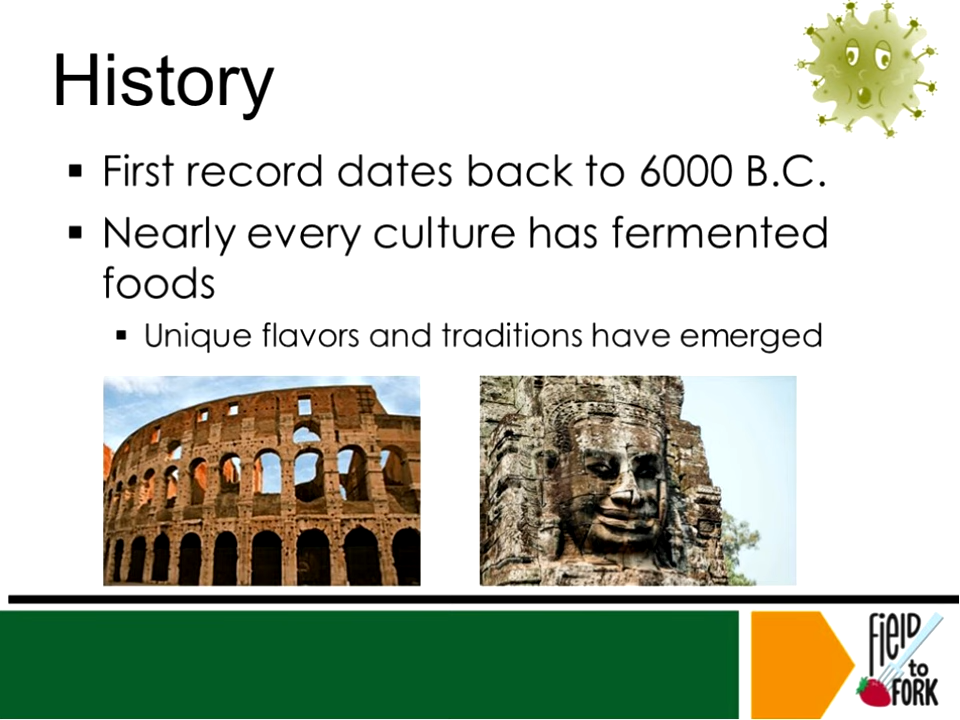 History
▪ First record dates back to 6000 B.C.
▪ Nearly every culture has fermented
foods
▪ Unique flavors and traditions have emerged
FiElD
to
FORK